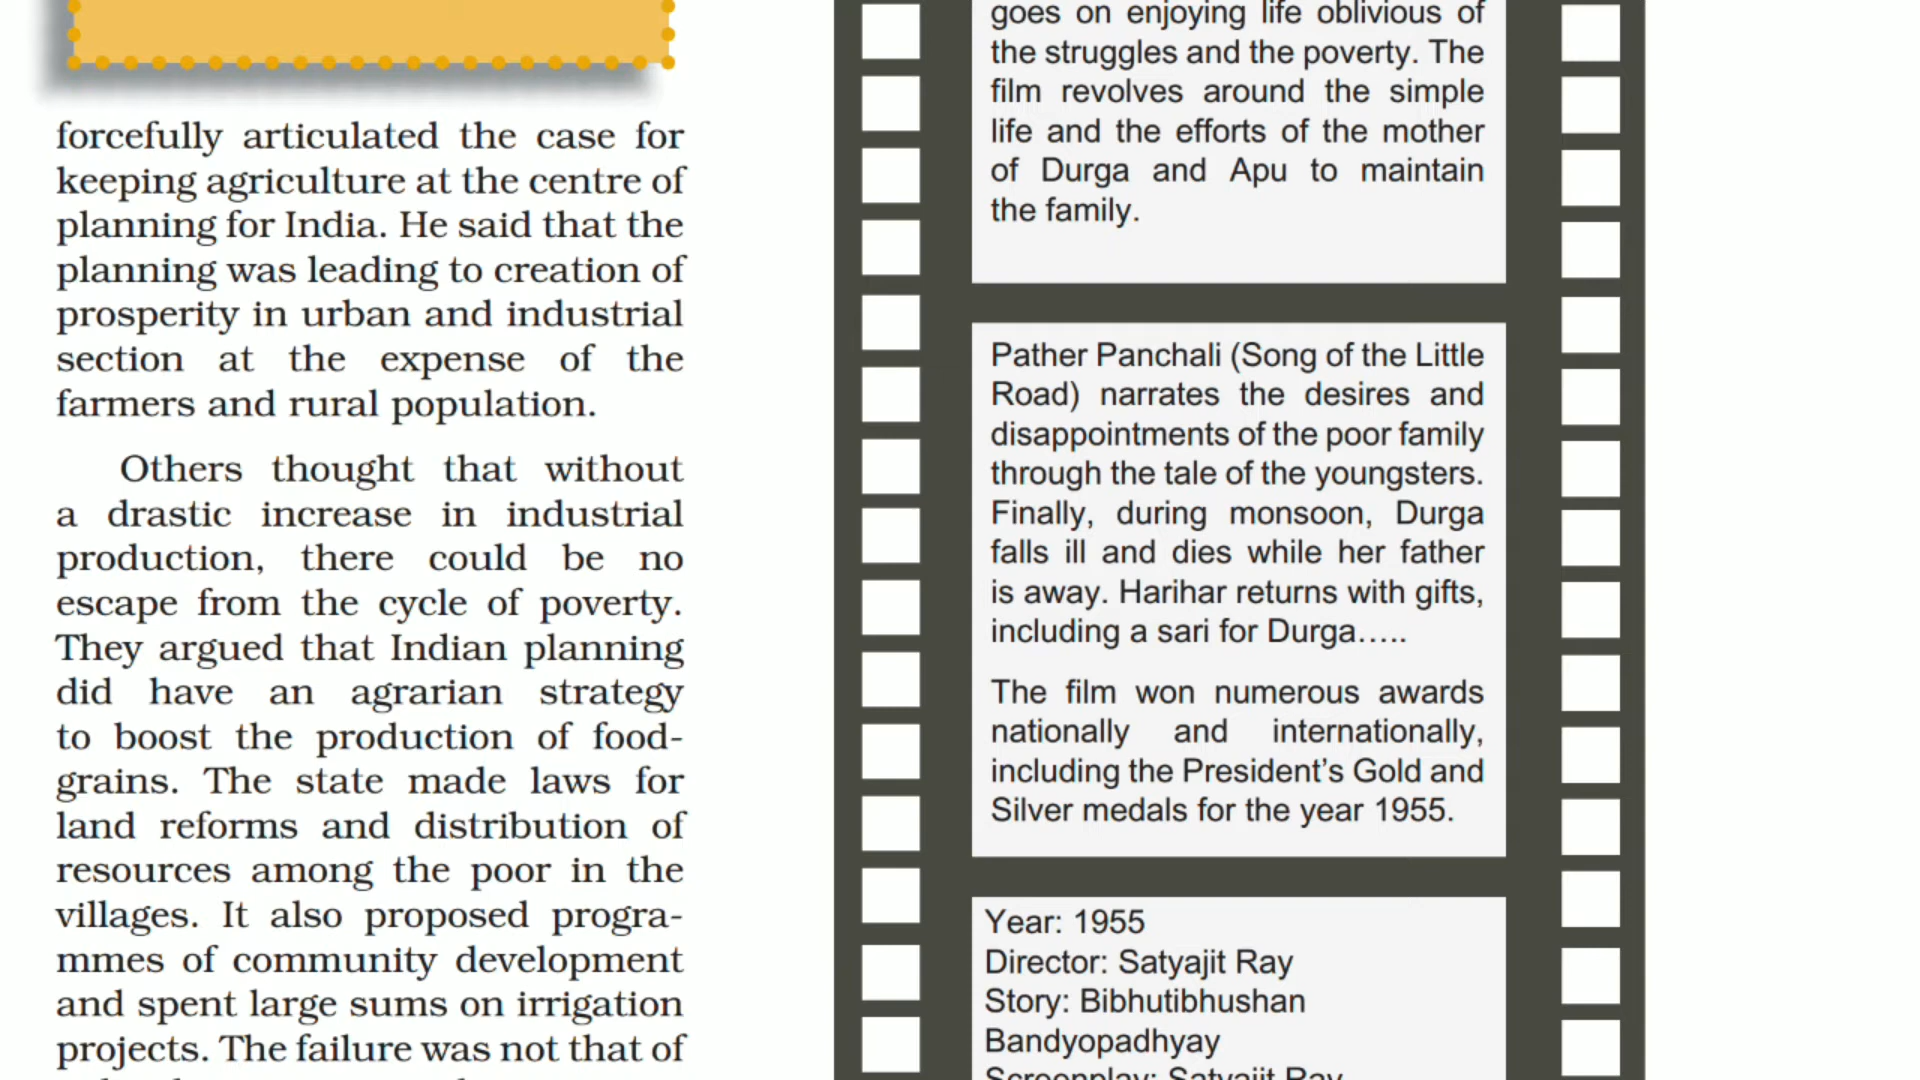 forcefully articulated the case for
keeping agriculture at the centre of
planning for India. He said that the
planning was leading to creation of
prosperity in urban and industrial
section at the expense of the
farmers and rural population.
Others thought that without
a drastic increase in industrial
production, there could be no
escape from the cycle of poverty.
They argued that Indian planning
did have an agrarian strategy
to boost the production of food-
grains. The state made laws for
land reforms and distribution of
resources among the poor in the
villages. It also proposed progra-
mmes of community development
and spent large sums on irrigation
projects. The failure was not that of
goes on enjoying life oblivious of
the struggles and the poverty. The
film revolves around the simple
life and the efforts of the mother
of Durga and Apu to maintain
the family.
Pather Panchali (Song of the Little
Road) narrates the desires and
disappointments of the poor family
through the tale of the youngsters.
Finally, during monsoon, Durga
falls ill and dies while her father
is away. Harihar returns with gifts,
including a sari for Durga…..
The film won numerous awards
nationally and internationally,
including the President’s Gold and
Silver medals for the year 1955.
Year: 1955
Director: Satyajit Ray
Story: Bibhutibhushan
Bandyopadhyay
Screenplay: Satyajit Ray